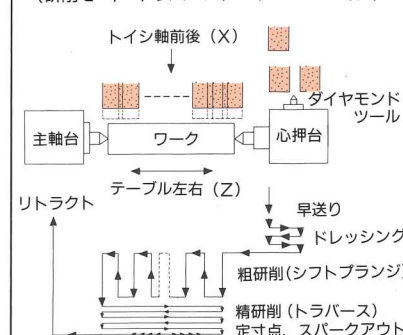 トイシ軸前後（X）
ダイヤモンド
ツール
主軸台
ワーク
心押台
テーブル左右（Z）
リトラクト
早送り
ドレッシング
粗研削（シフトプランジ）
精研削（トラバース）
定寸点、スパークアウト